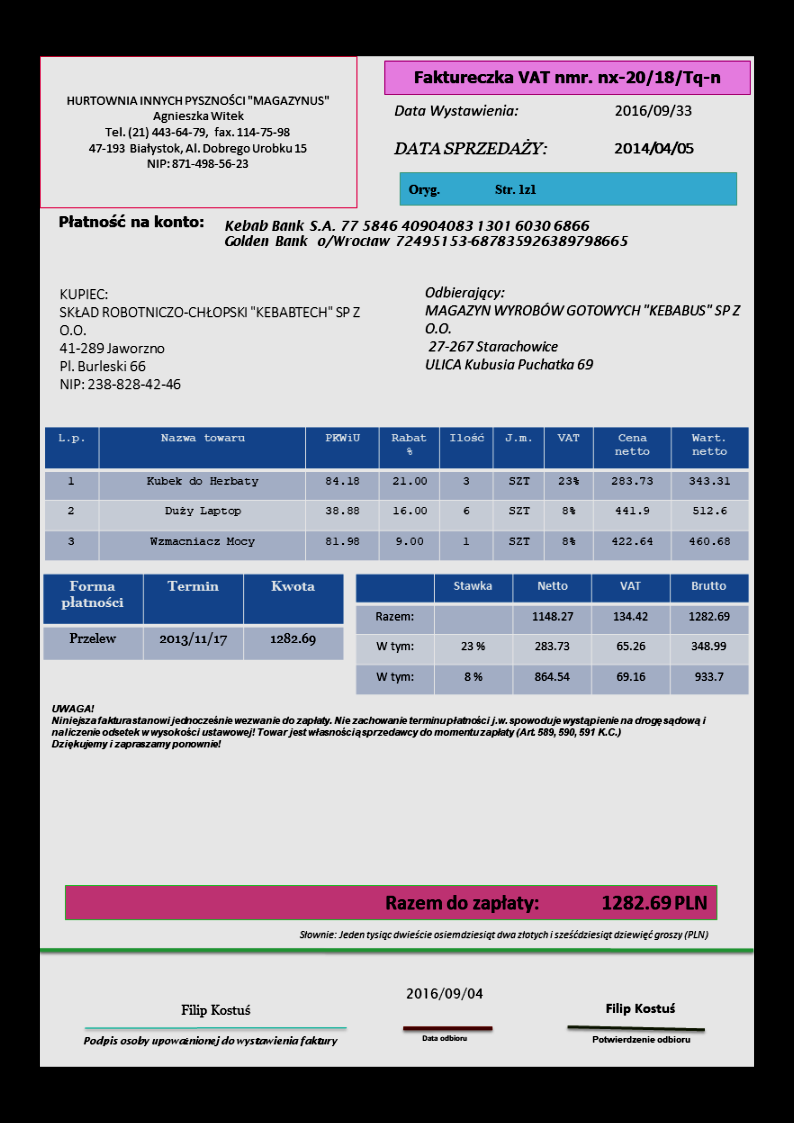 HURTOWNIA INNYCH PYSZNOŚCI "MAGAZYNUS"
Agnieszka Witek
Tel. (21) 443-64-79, fax. 114-75-98
47-193 Białystok, Al. Dobrego Urobku 15
NIP: 871-498-56-23
Faktureczka VAT nmr. nx-20/18/Tq-n
Data Wystawienia: 2016/09/33
DATA SPRZEDAŻY: 2014/04/05
Oryg. Str. 1z1
Płatność na konto: Kebab Bank S.A. 77 5846 40904083 1301 6030 6866
Golden Bank o/Wrocław 72495153-687835926389798665
KUPIEC:
SKŁAD ROBOTNICZO-CHŁOPSKI "KEBABTECH" SP Z
O.O.
41-289 Jaworzno
Pl. Burleski 66
NIP: 238-828-42-46
Odbierający:
MAGAZYN WYROBÓW GOTOWYCH "KEBABUS" SP Z
O.O.
27-267 Starachowice
ULICA Kubusia Puchatka 69
L.p. Nazwa towaru PKWiU Rabat % Ilość J.m. VAT Cena netto Wart. netto
1 Kubek do Herbaty 84.18 21.00 3 SZT 23% 283.73 343.31
2 Duży Laptop 38.88 16.00 6 SZT 8% 441.9 512.6
3 Wzmacniacz Mocy 81.98 9.00 1 SZT 8% 422.64 460.68
Forma płatności Termin Kwota
Przelew 2013/11/17 1282.69
Stawka Netto VAT Brutto
Razem: 1148.27 134.42 1282.69
W tym: 23 % 283.73 65.26 348.99
W tym: 8 % 864.54 69.16 933.7
UWAGA!
Niniejsza faktura stanowi jednocześnie wezwanie do zapłaty. Nie zachowanie terminu płatności j.w. spowoduje wystąpienie na drogę sądową i
naliczenie odsetek w wysokości ustawowej! Towar jest własnością sprzedawcy do momentu zapłaty (Art. 589, 590, 591 K.C.)
Dziękujemy i zapraszamy ponownie!
Razem do zapłaty: 1282.69 PLN
Słownie: Jeden tysiąc dwieście osiemdziesiąt dwa złotych i sześćdziesiąt dziewięć groszy (PLN)
Filip Kostuś
Podpis osoby upoważnionej do wystawienia faktury
2016/09/04
Data odbioru
Filip Kostuś
Potwierdzenie odbioru